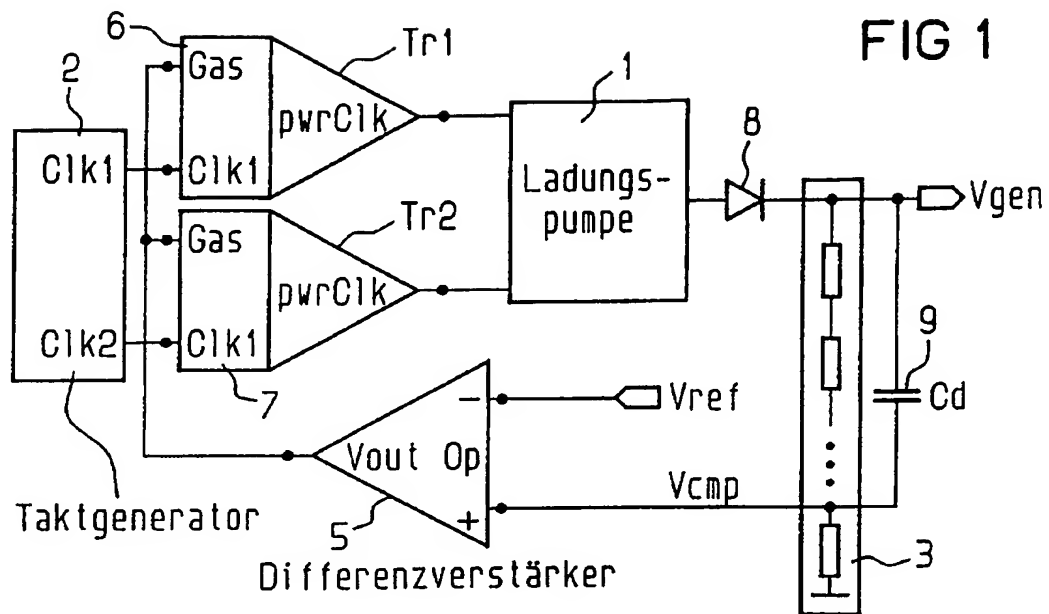 FIG 1
6
Tr1
2
Gas
pwrClk
Clk1
1
Ladungs-
pumpe
8
Vgen
Clk1
Clk2
Tr2
Gas
pwrClk
Clk1
7
9
Cd
Vref
-
Vout Op
+
Vcmp
5
3
Taktgenerator
Differenzverstärker